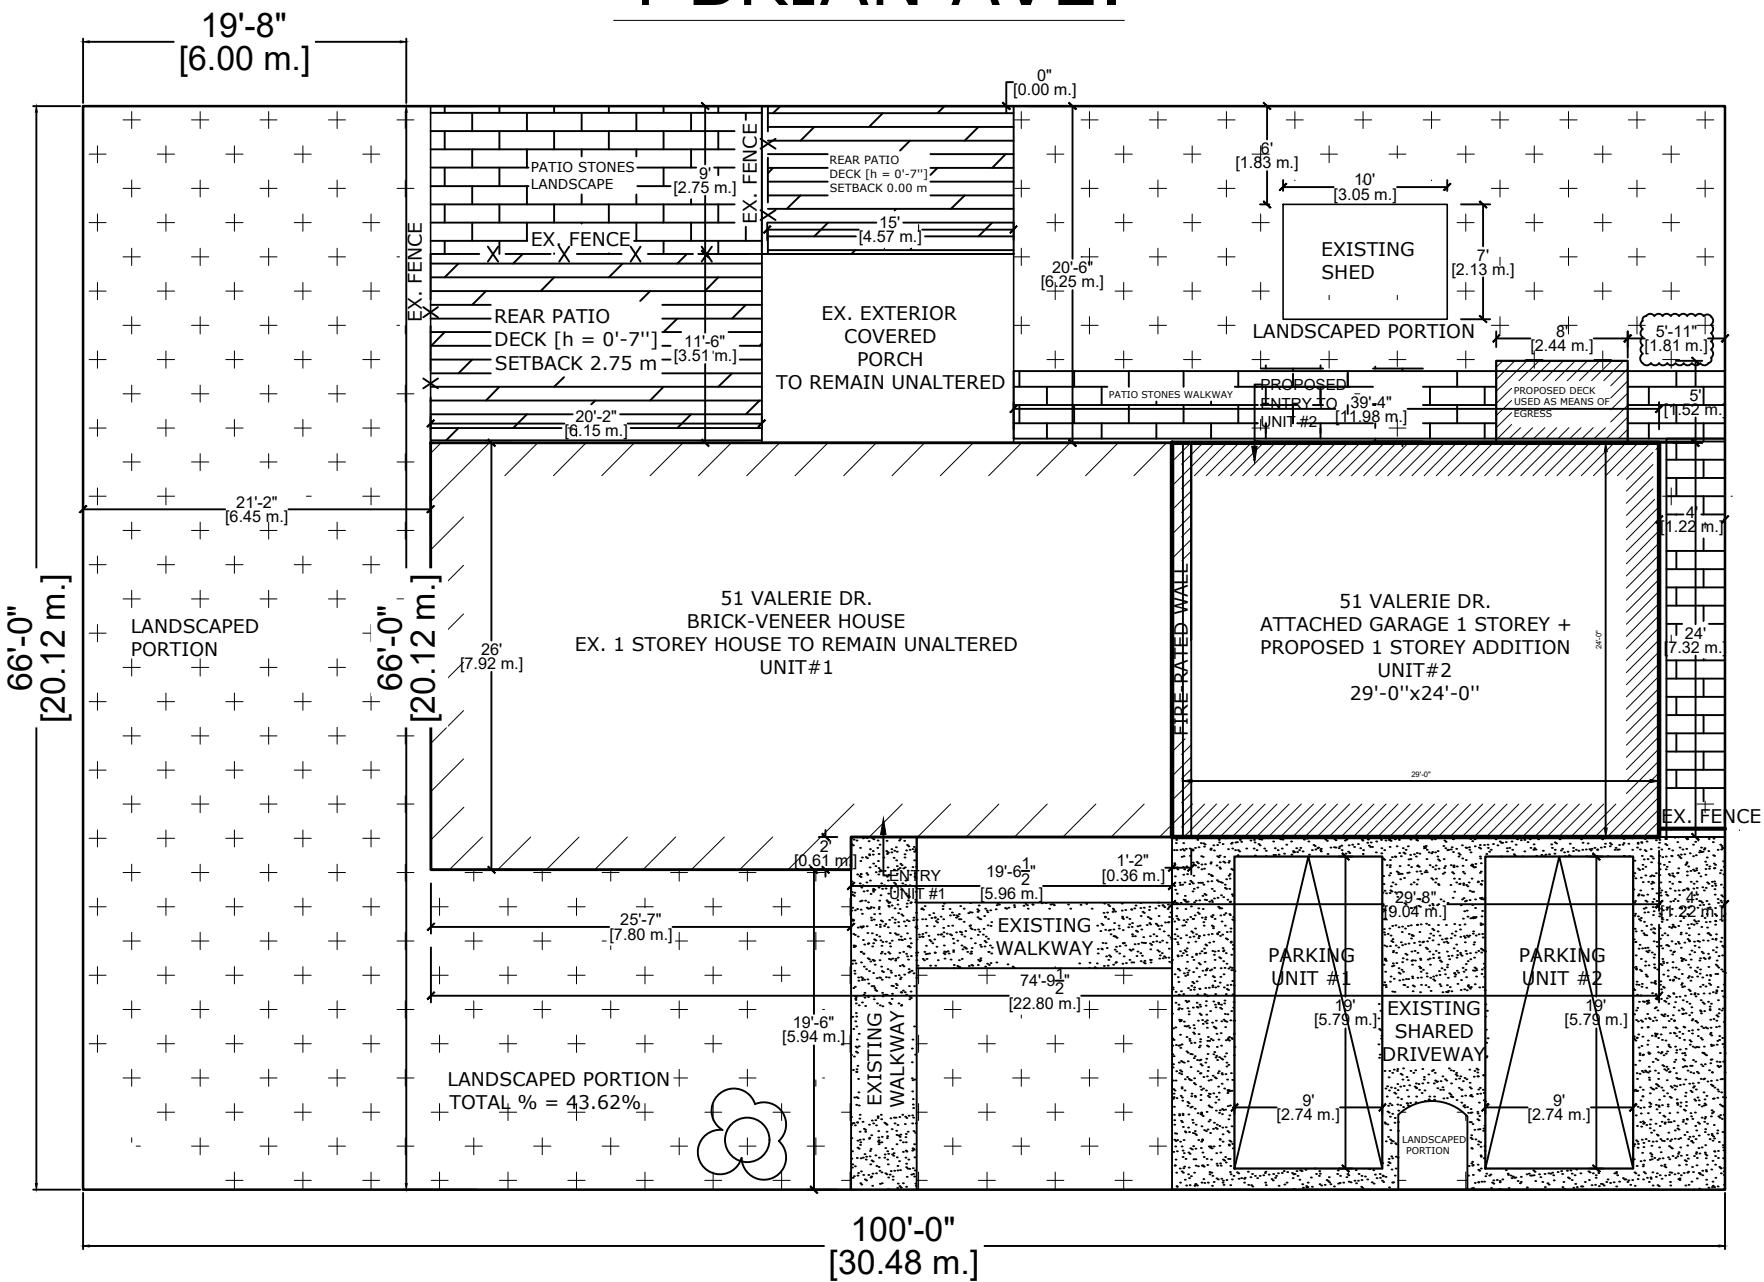 19'-8"
[6.00 m.]
0"
[0.00 m.]
PATIO STONES
LANDSCAPE
9'
[2.75 m.]
EX. FENCE
REAR PATIO
DECK [h = 0'-7'']
SETBACK 0.00 m
15'
[4.57 m.]
6'
[1.83 m.]
10'
[3.05 m.]
EXISTING
SHED
7'
[2.13 m.]
20'-6"
[6.25 m.]
EX. FENCE
EX. FENCE
REAR PATIO
DECK [h = 0'-7'']
SETBACK 2.75 m
11'-6"
[3.51 m.]
20'-2"
[6.15 m.]
EX. EXTERIOR
COVERED
PORCH
TO REMAIN UNALTERED
LANDSCAPED PORTION
8'
[2.44 m.]
5'-11"
[1.81 m.]
PATIO STONES WALKWAY
PROPOSED
ENTRY TO
UNIT #2
39'-4"
[11.98 m.]
PROPOSED DECK
USED AS MEANS OF
EGRESS
5'
[1.52 m.]
21'-2"
[6.45 m.]
4'
[1.22 m.]
66'-0"
[20.12 m.]
LANDSCAPED
PORTION
66'-0"
[20.12 m.]
26'
[7.92 m.]
51 VALERIE DR.
BRICK-VENEER HOUSE
EX. 1 STOREY HOUSE TO REMAIN UNALTERED
UNIT#1
FIRE-RATED WALL
51 VALERIE DR.
ATTACHED GARAGE 1 STOREY +
PROPOSED 1 STOREY ADDITION
UNIT#2
29'-0''x24'-0''
24'-0"
24'
[7.32 m.]
29'-0"
EX. FENCE
2'
[0.61 m.]
ENTRY
UNIT #1
19'-6 1/2"
[5.96 m.]
1'-2"
[0.36 m.]
29'-8"
[9.04 m.]
4'
[1.22 m.]
25'-7"
[7.80 m.]
EXISTING
WALKWAY
74'-9 1/2"
[22.80 m.]
PARKING
UNIT #1
PARKING
UNIT #2
19'-6"
[5.94 m.]
EXISTING
WALKWAY
19'
[5.79 m.]
EXISTING
SHARED
DRIVEWAY
19'
[5.79 m.]
LANDSCAPED PORTION
TOTAL % = 43.62%
9'
[2.74 m.]
9'
[2.74 m.]
LANDSCAPED
PORTION
100'-0"
[30.48 m.]